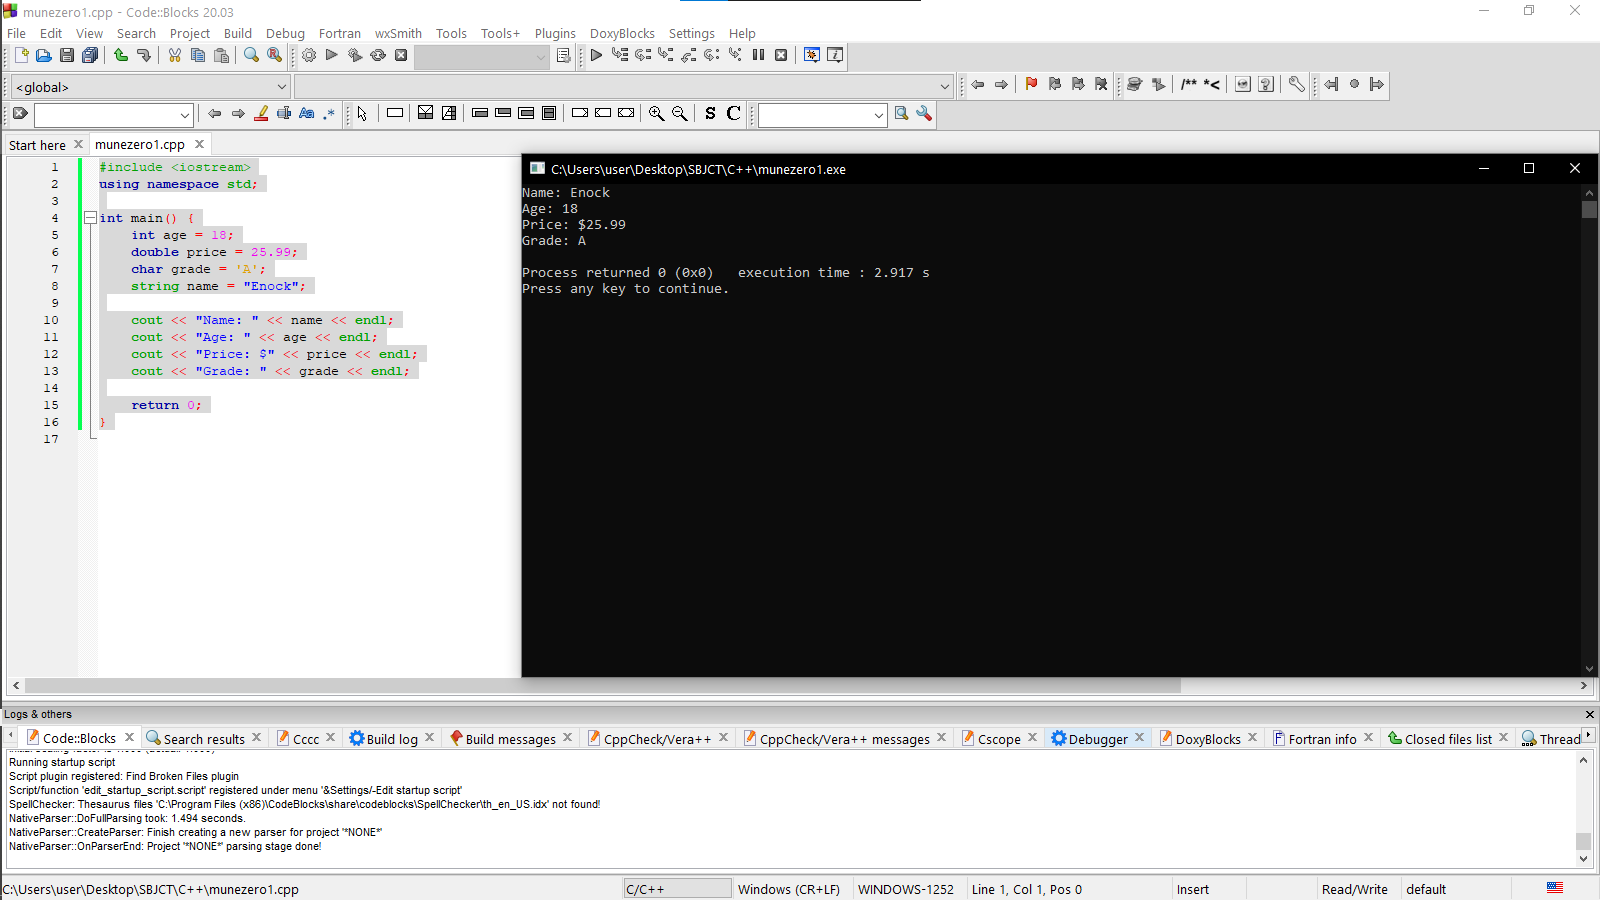 munezero1.cpp - Code::Blocks 20.03
File Edit View Search Project Build Debug Fortran wxSmith Tools Tools+ Plugins DoxyBlocks Settings Help
<global>
/** *<
Aa .*
S C
Start here munezero1.cpp
1 #include <iostream>
2 using namespace std;
3
4 int main() {
5 int age = 18;
6 double price = 25.99;
7 char grade = 'A';
8 string name = "Enock";
9
10 cout << "Name: " << name << endl;
11 cout << "Age: " << age << endl;
12 cout << "Price: $" << price << endl;
13 cout << "Grade: " << grade << endl;
14
15 return 0;
16 }
17
C:\Users\user\Desktop\SBJCT\C++\munezero1.exe
Name: Enock
Age: 18
Price: $25.99
Grade: A
Process returned 0 (0x0) execution time : 2.917 s
Press any key to continue.
Logs & others
Code::Blocks Search results Cccc Build log Build messages CppCheck/Vera++ CppCheck/Vera++ messages Cscope Debugger DoxyBlocks Fortran info Closed files list Thread
Running startup script
Script plugin registered: Find Broken Files plugin
Script/function 'edit_startup_script.script' registered under menu '&Settings/-Edit startup script'
SpellChecker: Thesaurus files 'C:\Program Files (x86)\CodeBlocks\share\codeblocks\SpellChecker\th_en_US.idx' not found!
NativeParser::DoFullParsing took: 1.494 seconds.
NativeParser::CreateParser: Finish creating a new parser for project '*NONE*'
NativeParser::OnParserEnd: Project '*NONE*' parsing stage done!
C:\Users\user\Desktop\SBJCT\C++\munezero1.cpp C/C++ Windows (CR+LF) WINDOWS-1252 Line 1, Col 1, Pos 0 Insert Read/Write default